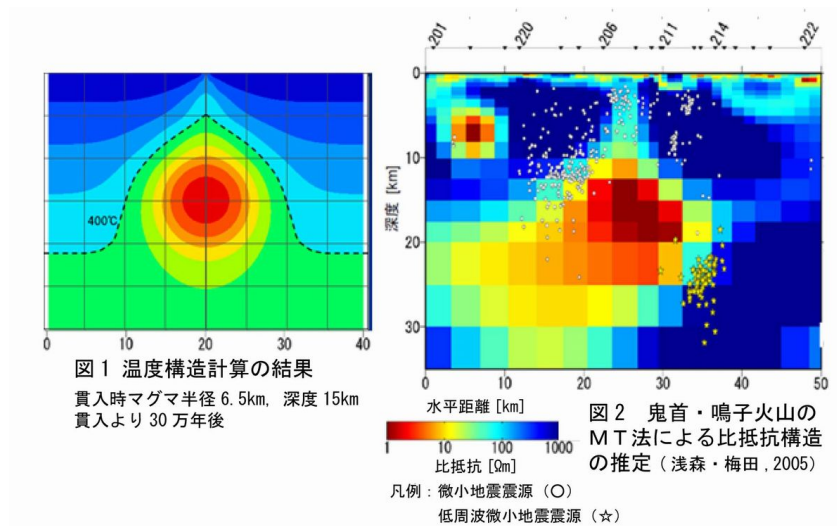 201 220 206 211 214 222
400℃
0 10 20 30 40
図1 温度構造計算の結果
貫入時マグマ半径 6.5km, 深度 15km
貫入より 30 万年後
深度 [km]
0
10
20
30
0 10 20 30 40 50
水平距離 [km]
1 10 100 1000
比抵抗 [Ωm]
凡例：微小地震震源（○）
低周波微小地震震源（☆）
図2 鬼首・鳴子火山の
MT法による比抵抗構造
の推定（浅森・梅田,2005）